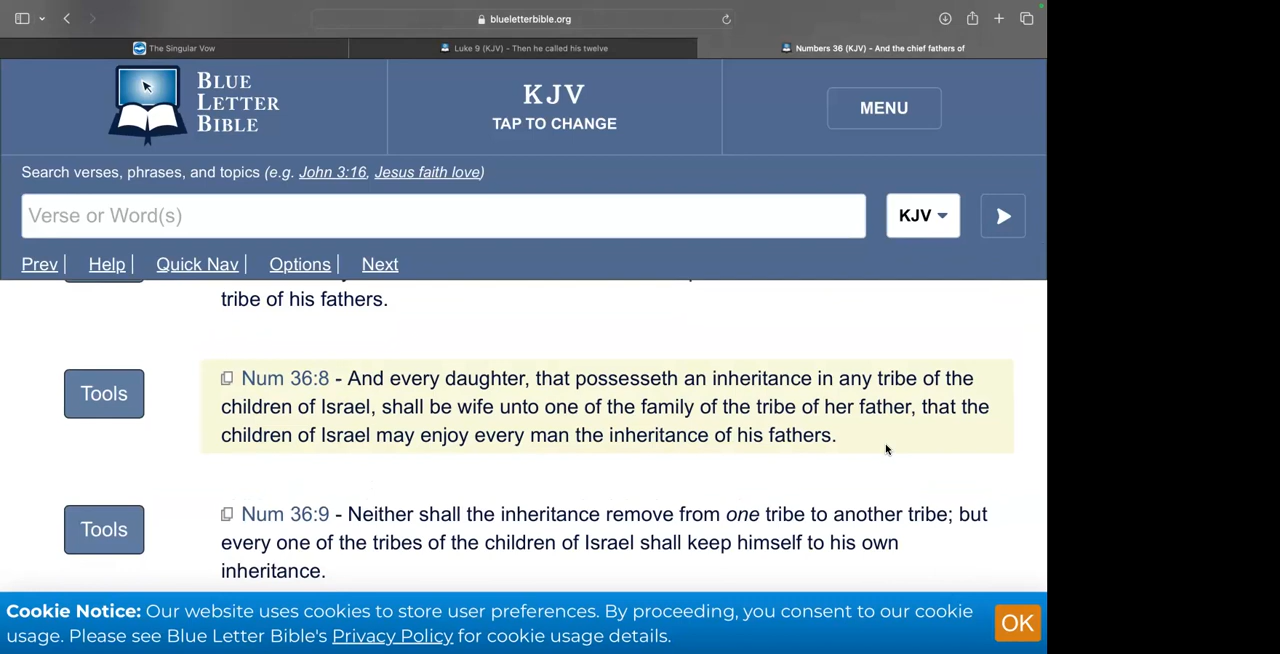 blueletterbible.org
The Singular Vow
Luke 9 (KJV) - Then he called his twelve
Numbers 36 (KJV) - And the chief fathers of
BLUE
LETTER
BIBLE
KJV
TAP TO CHANGE
MENU
Search verses, phrases, and topics (e.g. John 3:16, Jesus faith love)
Verse or Word(s)
KJV
Prev | Help | Quick Nav | Options | Next
tribe of his fathers.
Tools
Num 36:8 - And every daughter, that possesseth an inheritance in any tribe of the
children of Israel, shall be wife unto one of the family of the tribe of her father, that the
children of Israel may enjoy every man the inheritance of his fathers.
Tools
Num 36:9 - Neither shall the inheritance remove from one tribe to another tribe; but
every one of the tribes of the children of Israel shall keep himself to his own
inheritance.
Cookie Notice: Our website uses cookies to store user preferences. By proceeding, you consent to our cookie
usage. Please see Blue Letter Bible's Privacy Policy for cookie usage details.
OK